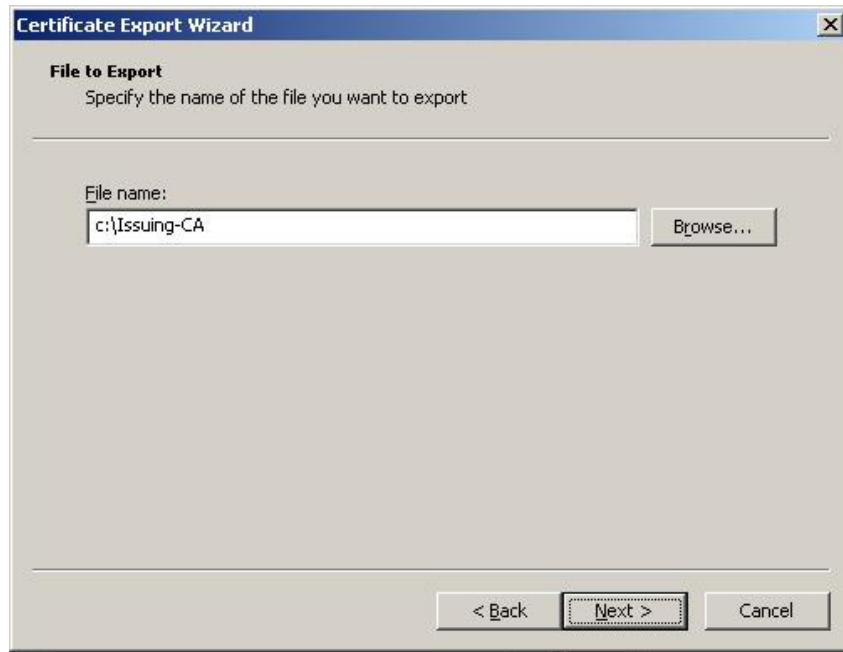 Certificate Export Wizard
File to Export
Specify the name of the file you want to export
File name:
c:\Issuing-CA
Browse...
< Back
Next >
Cancel